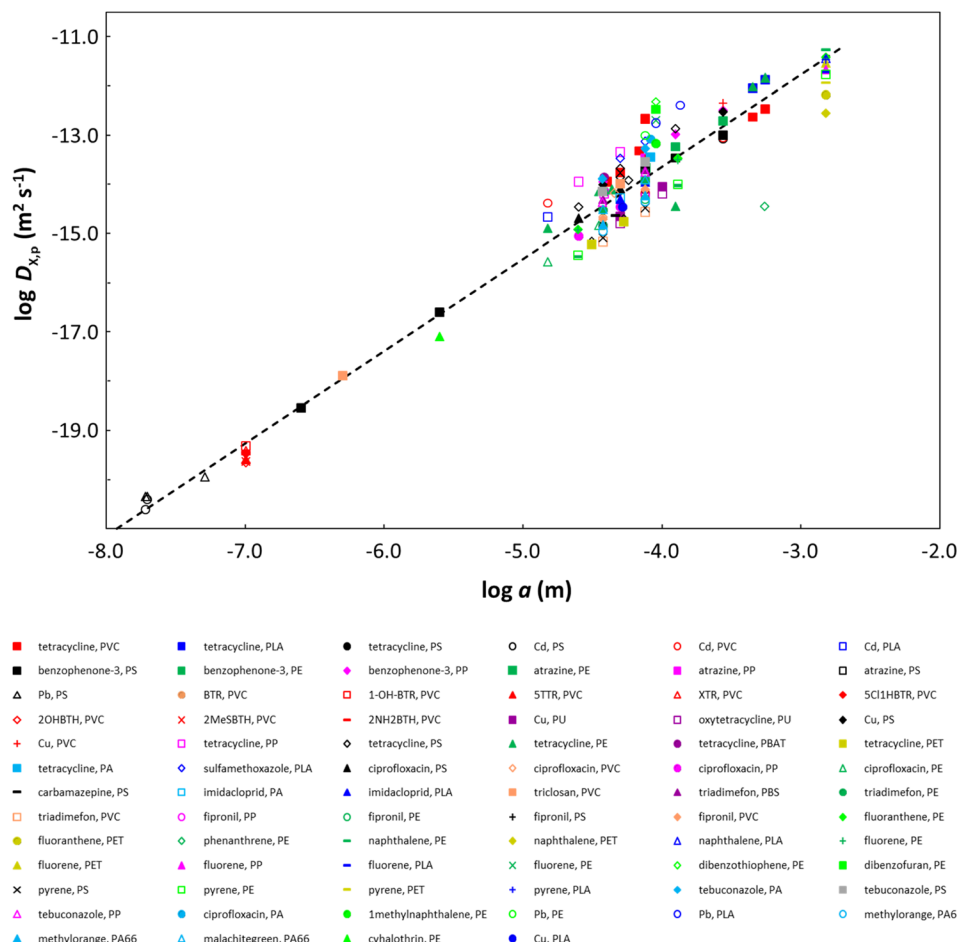 -11.0
-13.0
-15.0
-17.0
-19.0
log D_X,p (m² s⁻¹)
-8.0 -7.0 -6.0 -5.0 -4.0 -3.0 -2.0
log a (m)
tetracycline, PVC tetracycline, PLA tetracycline, PS Cd, PS Cd, PVC Cd, PLA
benzophenone-3, PS benzophenone-3, PE benzophenone-3, PP atrazine, PE atrazine, PP atrazine, PS
Pb, PS BTR, PVC 1-OH-BTR, PVC 5TTR, PVC XTR, PVC 5Cl1HBTR, PVC
2OHBTH, PVC 2MeSBTH, PVC 2NH2BTH, PVC Cu, PU oxytetracycline, PU Cu, PS
Cu, PVC tetracycline, PP tetracycline, PS tetracycline, PE tetracycline, PBAT tetracycline, PET
tetracycline, PA sulfamethoxazole, PLA ciprofloxacin, PS ciprofloxacin, PVC ciprofloxacin, PP ciprofloxacin, PE
carbamazepine, PS imidacloprid, PA imidacloprid, PLA triclosan, PVC triadimefon, PBS triadimefon, PE
triadimefon, PVC fipronil, PP fipronil, PE fipronil, PS fipronil, PVC fluoranthene, PE
fluoranthene, PET phenanthrene, PE naphthalene, PE naphthalene, PET naphthalene, PLA fluorene, PE
fluorene, PET fluorene, PP fluorene, PLA fluorene, PE dibenzothiophene, PE dibenzofuran, PE
pyrene, PS pyrene, PE pyrene, PET pyrene, PLA tebuconazole, PA tebuconazole, PS
tebuconazole, PP ciprofloxacin, PA 1methylnaphthalene, PE Pb, PE Pb, PLA methylorange, PA6
methylorange, PA66 malachitegreen, PA66 cyhalothrin, PE Cu, PLA